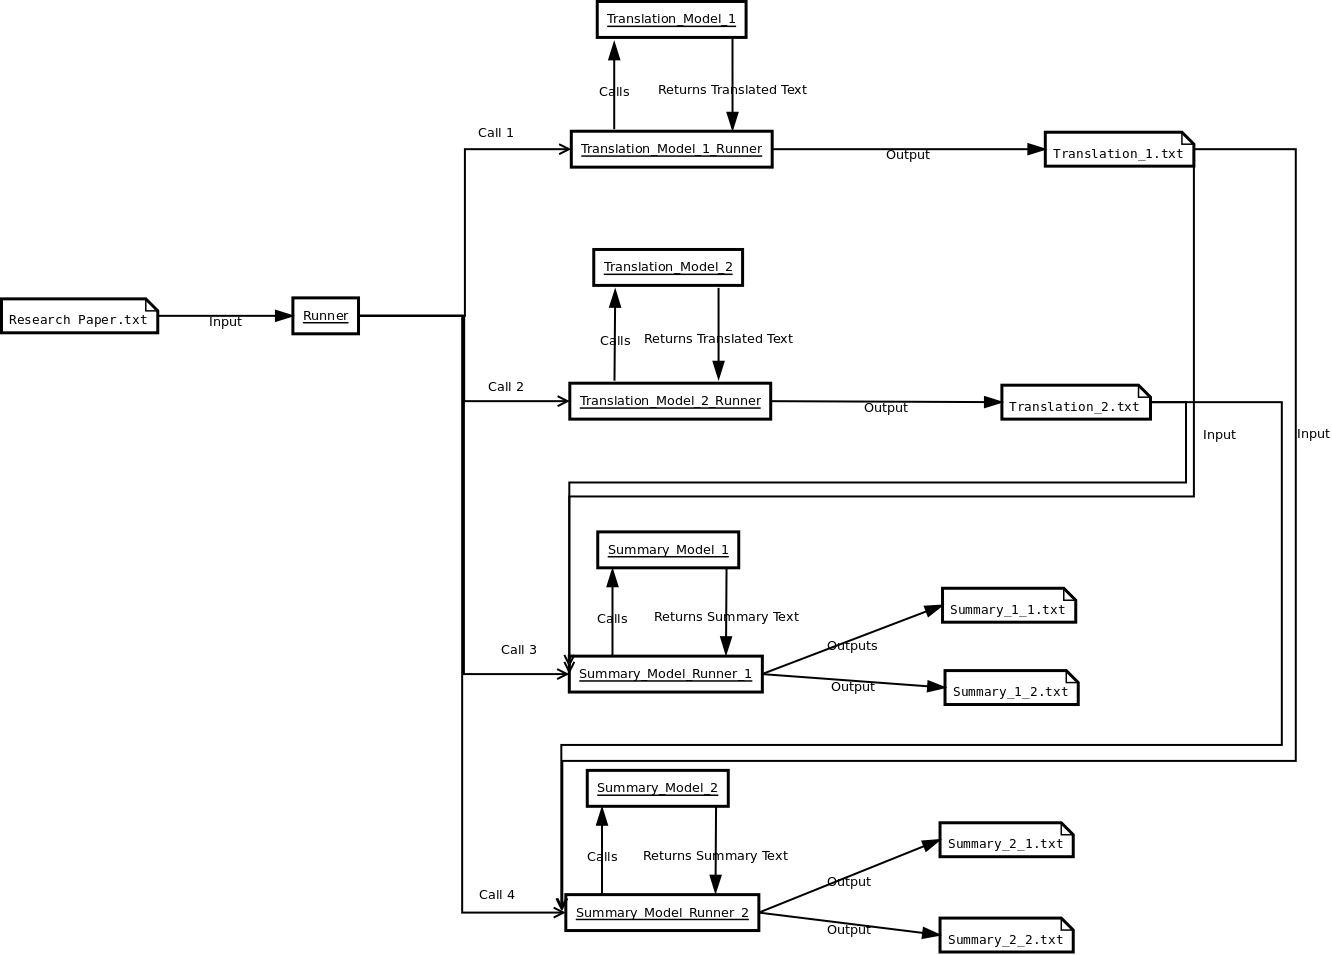 Translation_Model_1
Calls
Returns Translated Text
Call 1
Translation_Model_1_Runner
Output
Translation_1.txt
Translation_Model_2
Research Paper.txt
Input
Runner
Calls
Returns Translated Text
Call 2
Translation_Model_2_Runner
Output
Translation_2.txt
Input
Input
Summary_Model_1
Calls
Returns Summary Text
Summary_1_1.txt
Call 3
Outputs
Summary_Model_Runner_1
Output
Summary_1_2.txt
Summary_Model_2
Calls
Returns Summary Text
Summary_2_1.txt
Call 4
Output
Summary_Model_Runner_2
Output
Summary_2_2.txt